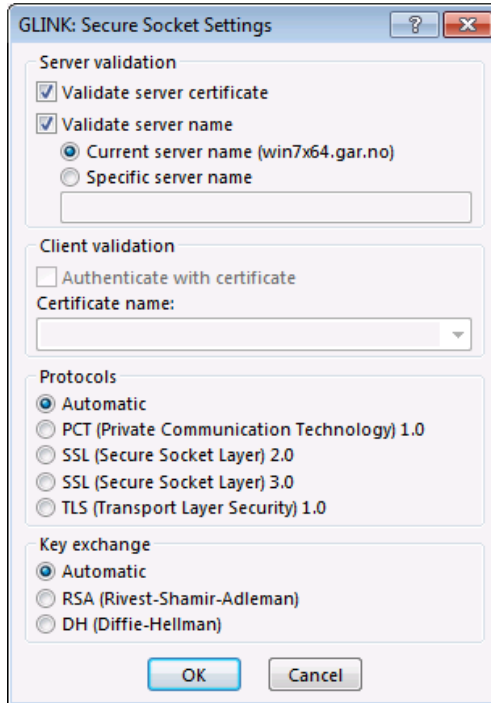 GLINK: Secure Socket Settings
Server validation
Validate server certificate
Validate server name
Current server name (win7x64.gar.no)
Specific server name
Client validation
Authenticate with certificate
Certificate name:
Protocols
Automatic
PCT (Private Communication Technology) 1.0
SSL (Secure Socket Layer) 2.0
SSL (Secure Socket Layer) 3.0
TLS (Transport Layer Security) 1.0
Key exchange
Automatic
RSA (Rivest-Shamir-Adleman)
DH (Diffie-Hellman)
OK Cancel